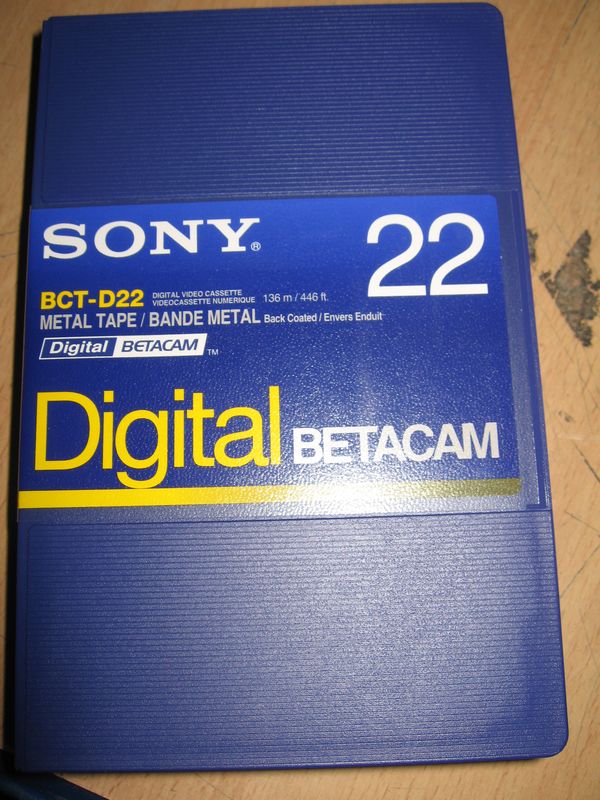 SONY®
22
BCT-D22 DIGITAL VIDEO CASSETTE
VIDEOCASSETTE NUMERIQUE 136 m / 446 ft.
METAL TAPE / BANDE METAL Back Coated / Envers Enduit
Digital BETACAM TM
Digital BETACAM